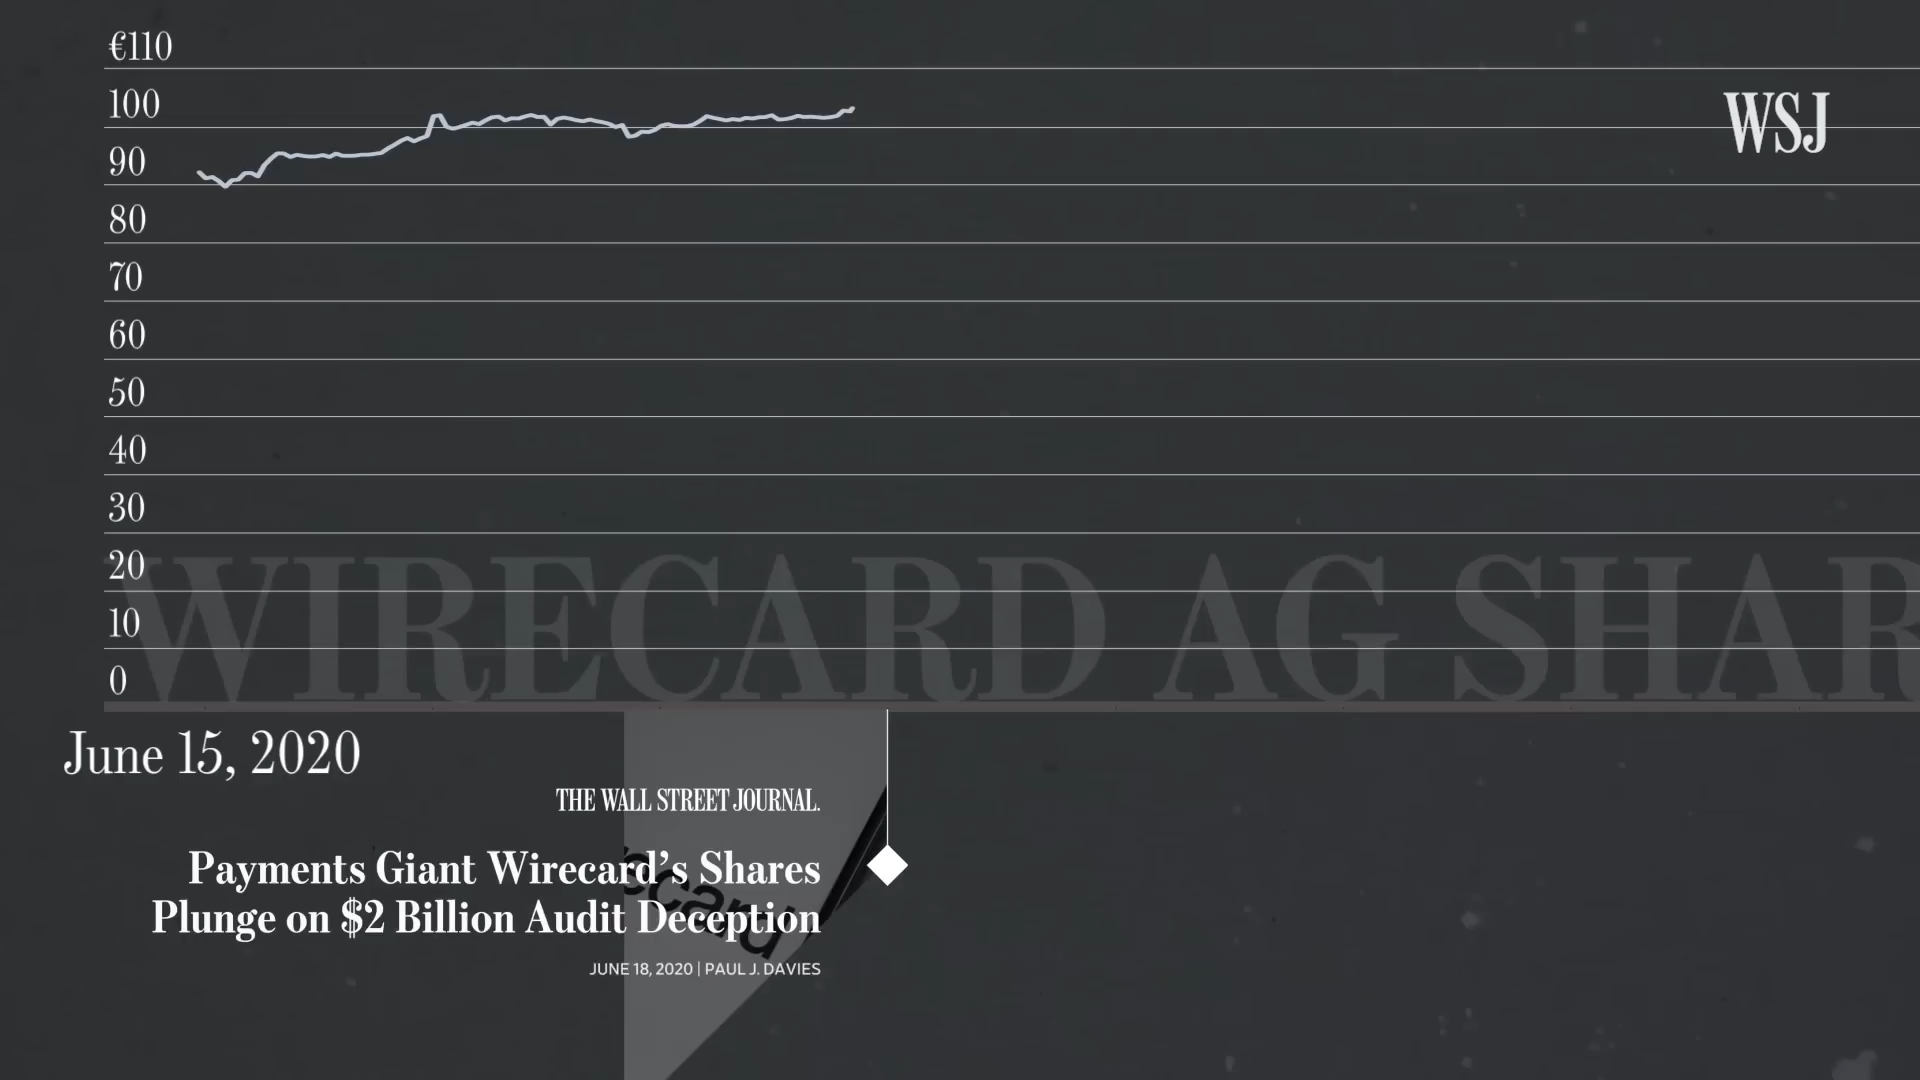 €110
100
WSJ
90
80
70
60
50
40
30
20
WIRECARD AG SHAR
10
0
June 15, 2020
THE WALL STREET JOURNAL.
Payments Giant Wirecard’s Shares
Plunge on $2 Billion Audit Deception
ecard
JUNE 18, 2020 | PAUL J. DAVIES